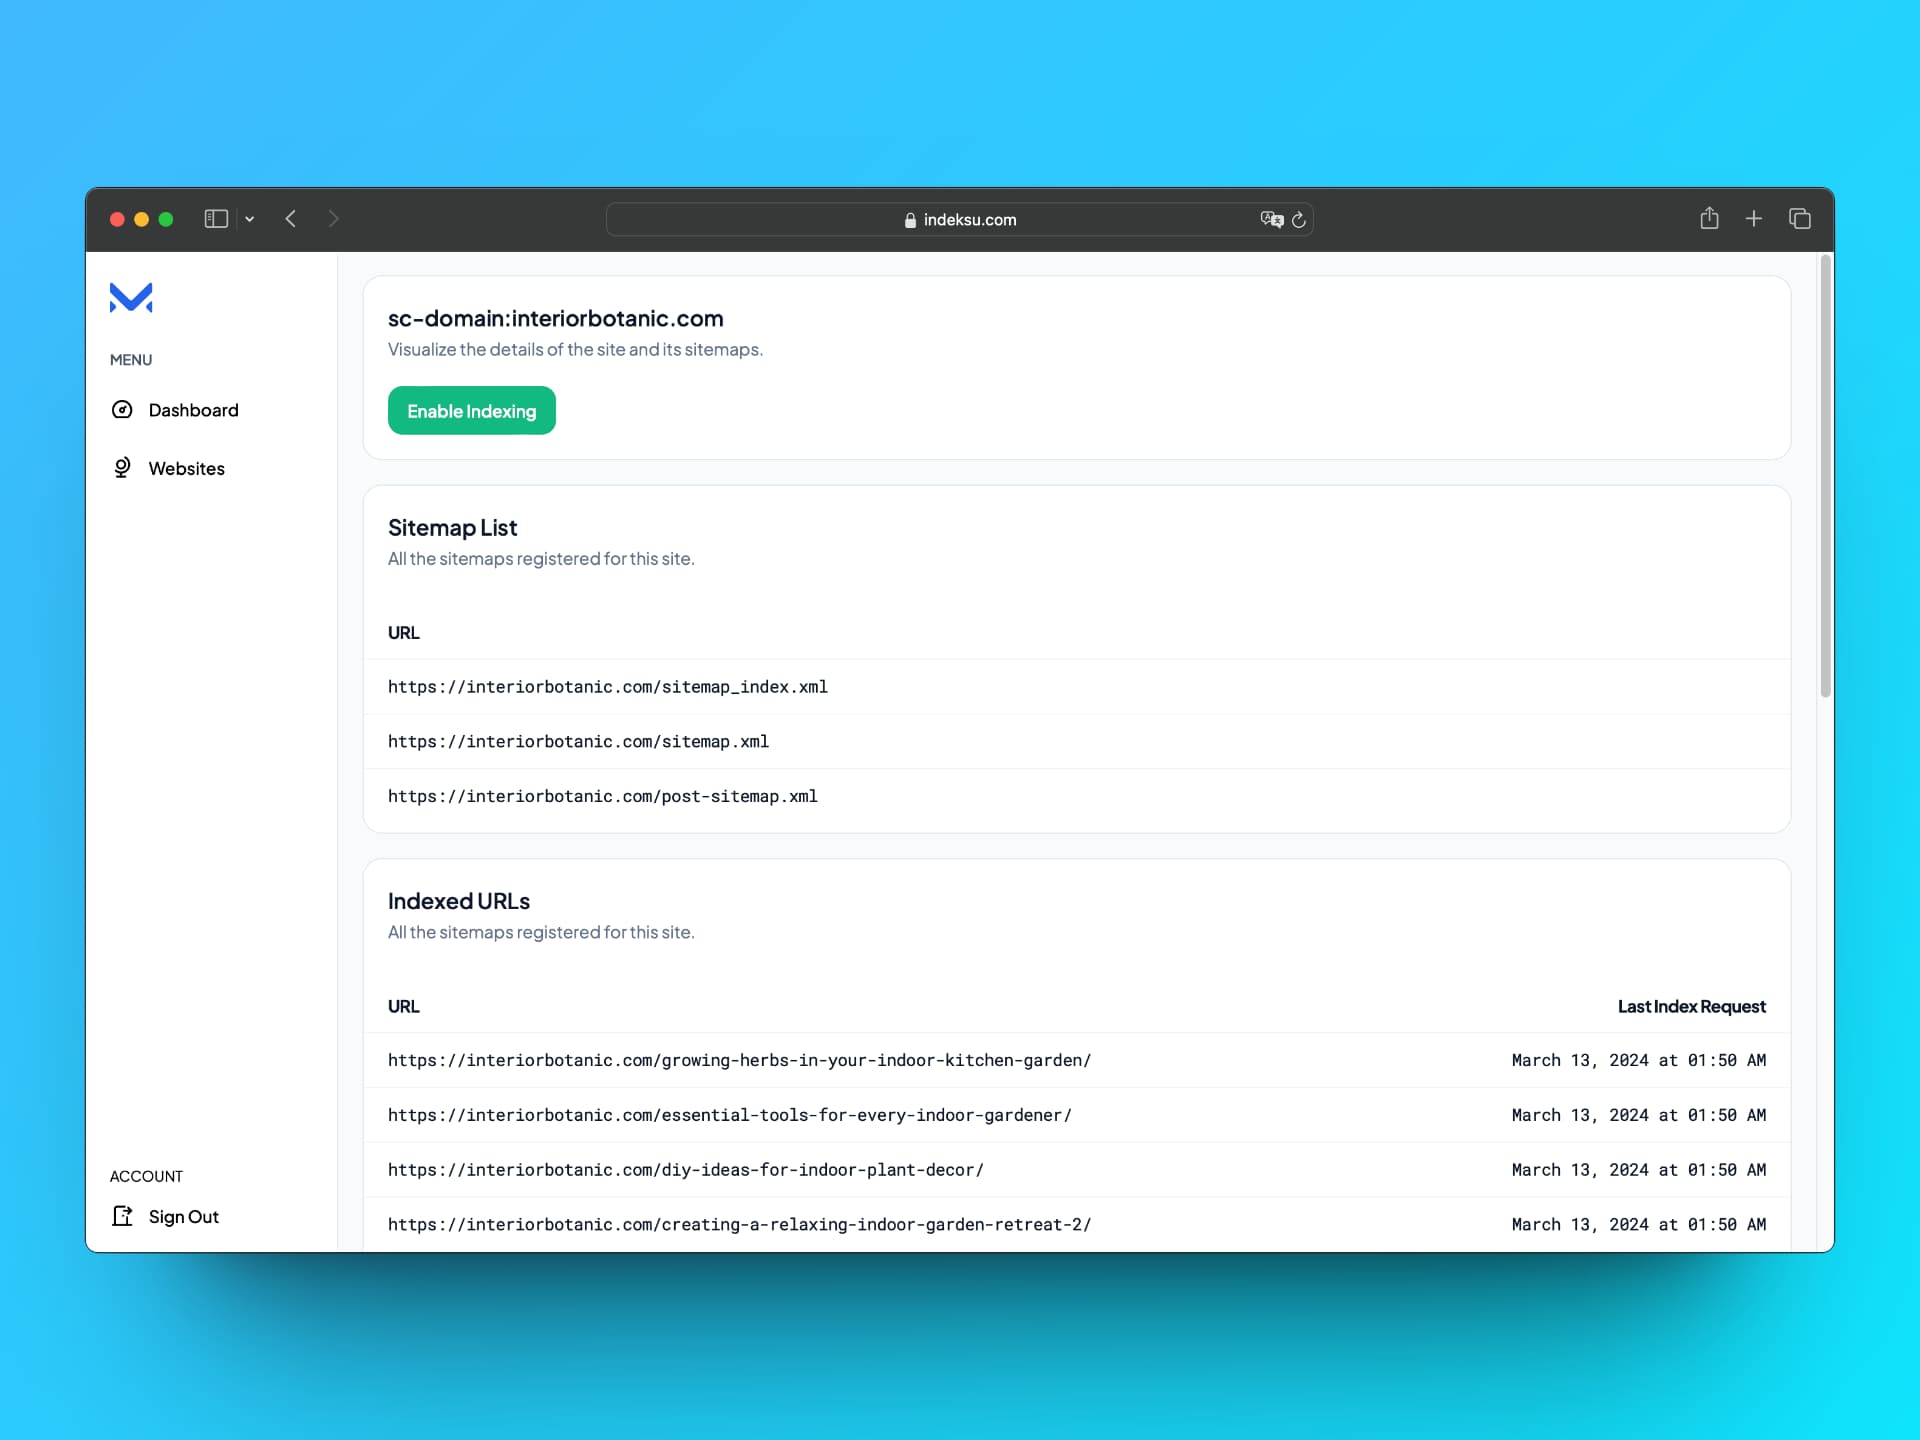 indeksu.com
MENU
Dashboard
Websites
ACCOUNT
Sign Out
sc-domain:interiorbotanic.com
Visualize the details of the site and its sitemaps.
Enable Indexing
Sitemap List
All the sitemaps registered for this site.
URL
https://interiorbotanic.com/sitemap_index.xml
https://interiorbotanic.com/sitemap.xml
https://interiorbotanic.com/post-sitemap.xml
Indexed URLs
All the sitemaps registered for this site.
URL Last Index Request
https://interiorbotanic.com/growing-herbs-in-your-indoor-kitchen-garden/ March 13, 2024 at 01:50 AM
https://interiorbotanic.com/essential-tools-for-every-indoor-gardener/ March 13, 2024 at 01:50 AM
https://interiorbotanic.com/diy-ideas-for-indoor-plant-decor/ March 13, 2024 at 01:50 AM
https://interiorbotanic.com/creating-a-relaxing-indoor-garden-retreat-2/ March 13, 2024 at 01:50 AM